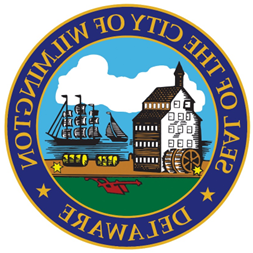 SEAL OF THE CITY OF WILMINGTON
DELAWARE